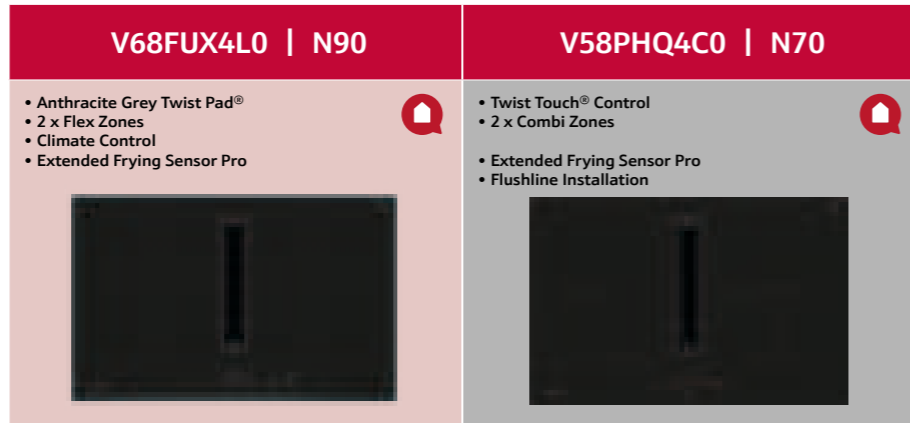 V68FUX4L0 | N90
• Anthracite Grey Twist Pad®
• 2 x Flex Zones
• Climate Control
• Extended Frying Sensor Pro
V58PHQ4C0 | N70
• Twist Touch® Control
• 2 x Combi Zones
• Extended Frying Sensor Pro
• Flushline Installation